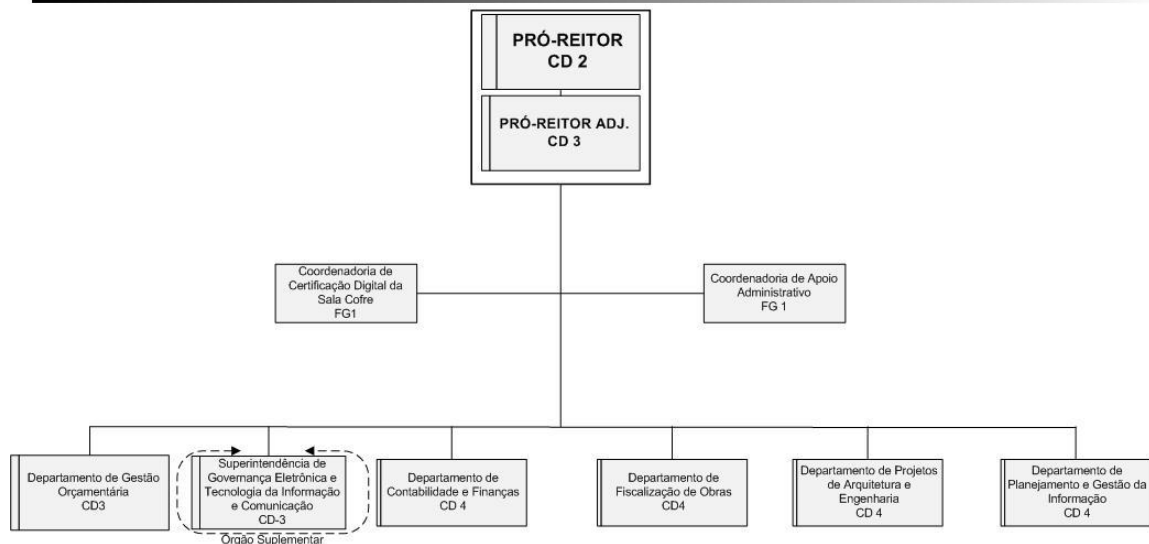 PRÓ-REITOR
CD 2
PRÓ-REITOR ADJ.
CD 3
Coordenadoria de
Certificação Digital da
Sala Cofre
FG1
Coordenadoria de Apoio
Administrativo
FG 1
Departamento de Gestão
Orçamentária
CD3
Superintendência de
Governança Eletrônica e
Tecnologia da Informação
e Comunicação
CD-3
Órgão Suplementar
Departamento de
Contabilidade e Finanças
CD 4
Departamento de
Fiscalização de Obras
CD4
Departamento de Projetos
de Arquitetura e
Engenharia
CD 4
Departamento de
Planejamento e Gestão da
Informação
CD 4